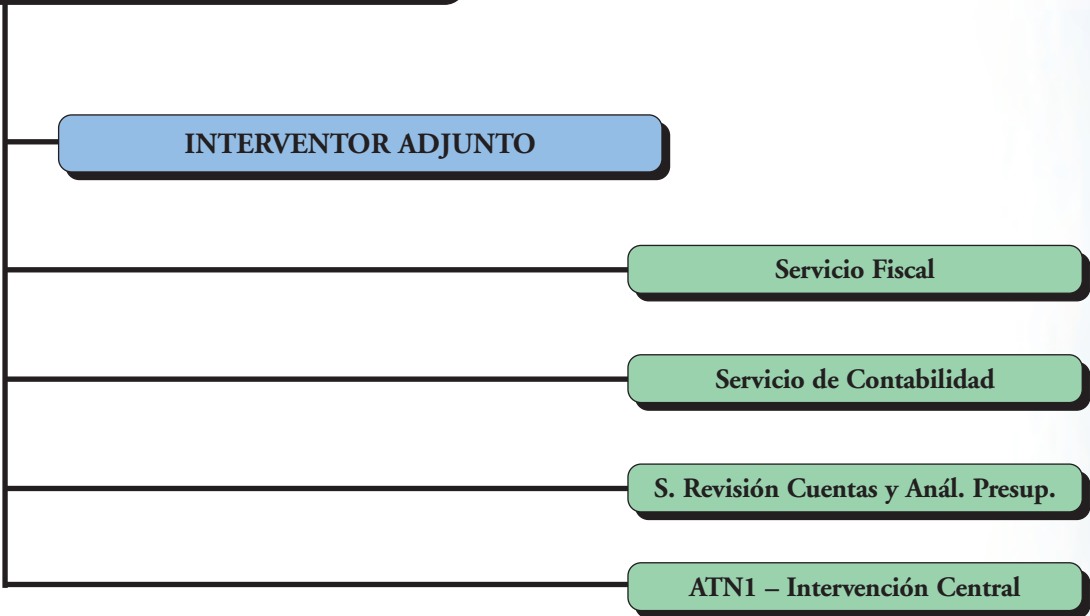 INTERVENTOR ADJUNTO
Servicio Fiscal
Servicio de Contabilidad
S. Revisión Cuentas y Anál. Presup.
ATN1 – Intervención Central